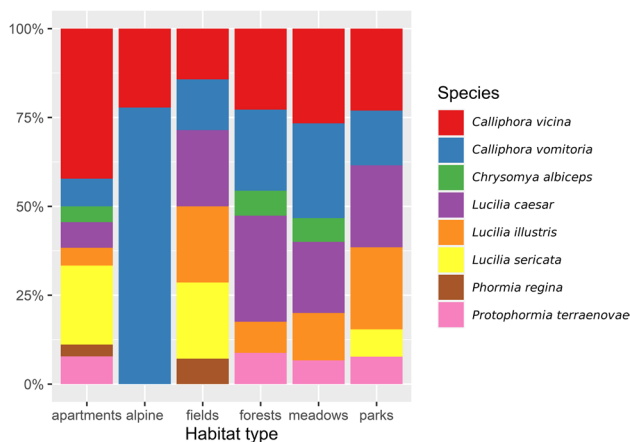 100%
75%
50%
25%
0%
apartments alpine fields forests meadows parks
Habitat type
Species
Calliphora vicina
Calliphora vomitoria
Chrysomya albiceps
Lucilia caesar
Lucilia illustris
Lucilia sericata
Phormia regina
Protophormia terraenovae